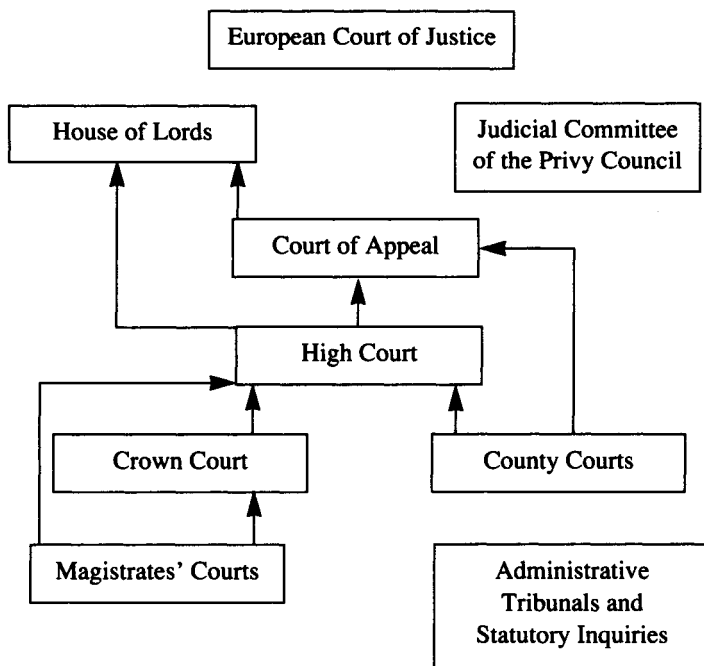 European Court of Justice
House of Lords
Judicial Committee
of the Privy Council
Court of Appeal
High Court
Crown Court
County Courts
Magistrates’ Courts
Administrative
Tribunals and
Statutory Inquiries